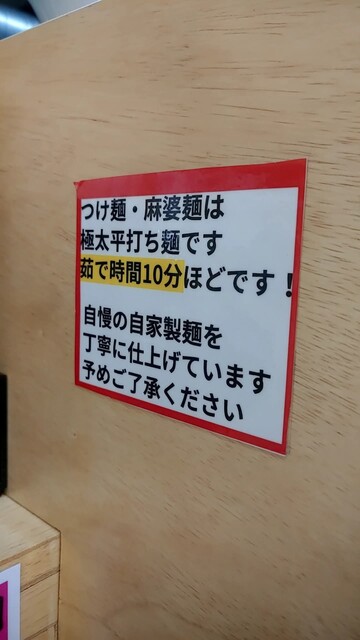 つけ麺・麻婆麺は
極太平打ち麺です
茹で時間10分ほどです！
自慢の自家製麺を
丁寧に仕上げています
予めご了承ください